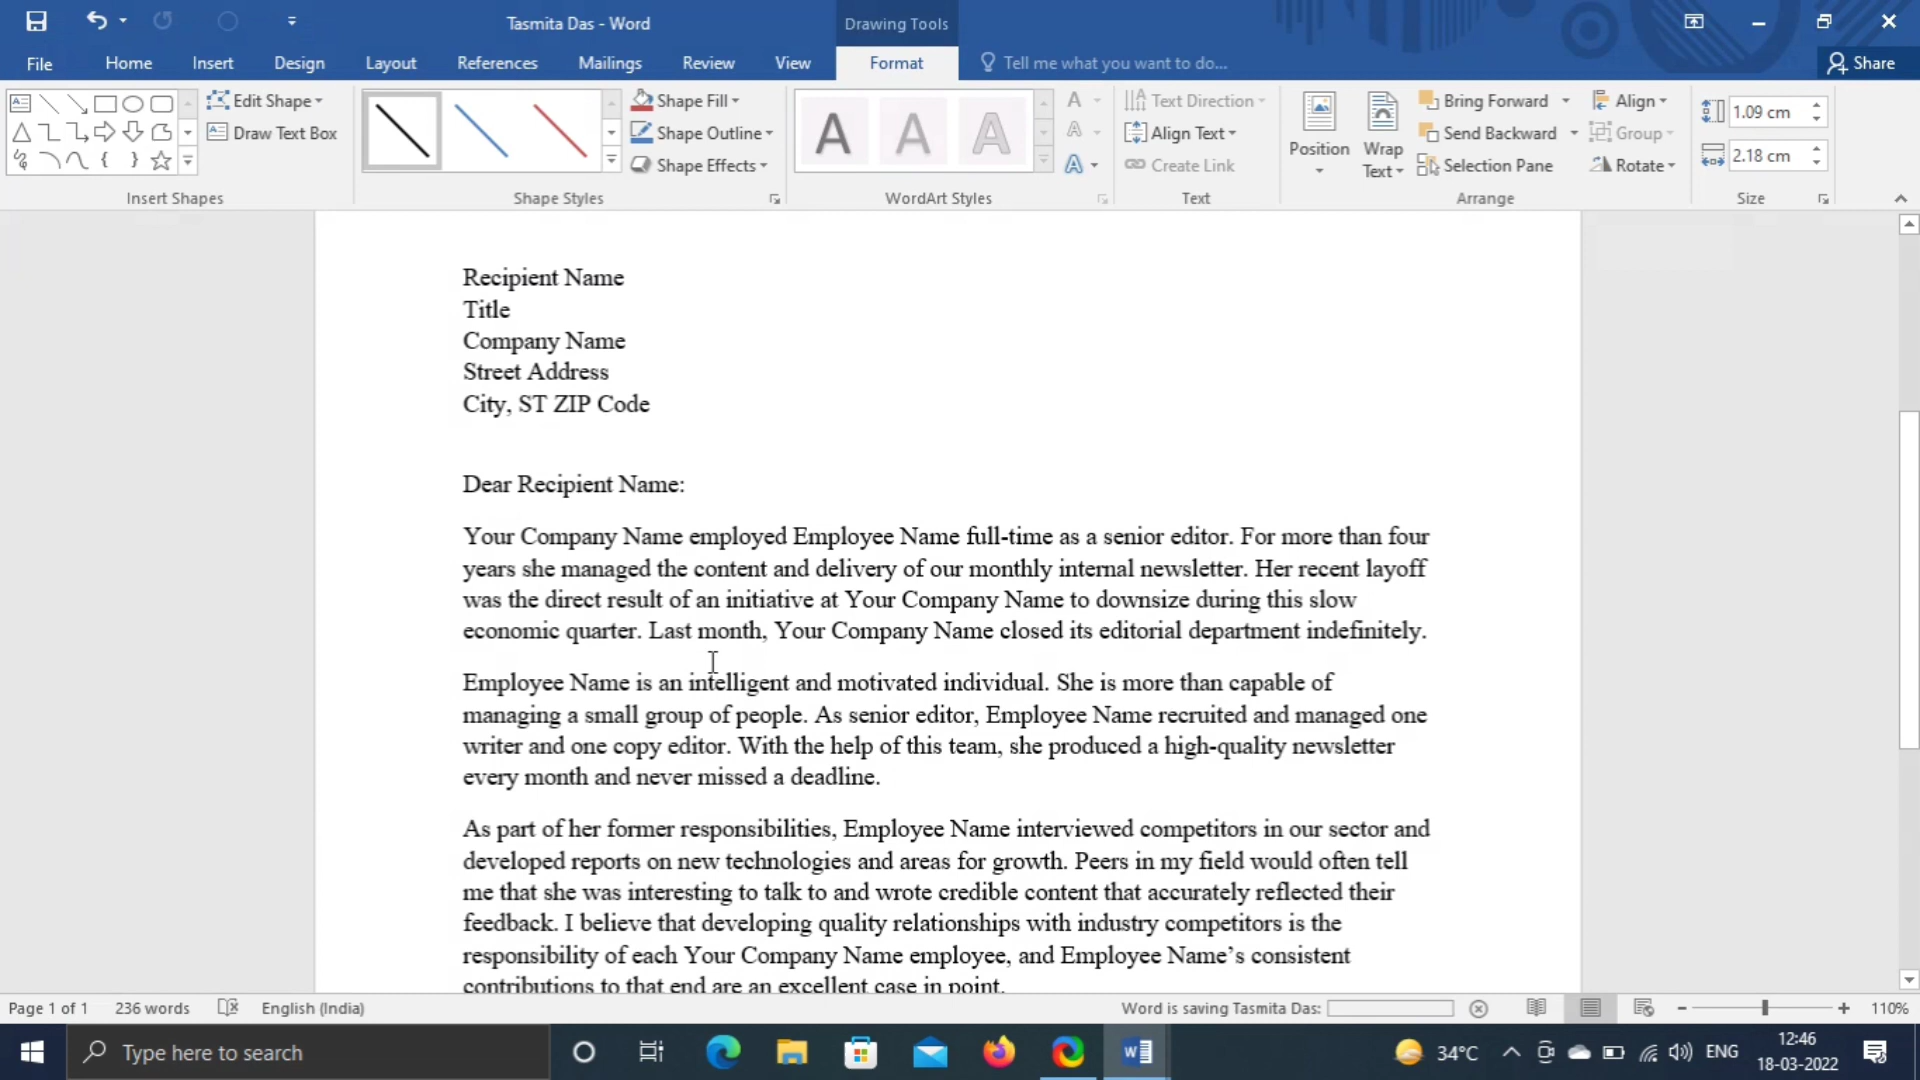 Tasmita Das - Word
Drawing Tools
File
Home
Insert
Design
Layout
References
Mailings
Review
View
Format
Tell me what you want to do...
Share
Edit Shape
Draw Text Box
Insert Shapes
Shape Fill
Shape Outline
Shape Effects
Shape Styles
A A A
WordArt Styles
Text Direction
Align Text
Create Link
Text
Position
Wrap
Text
Bring Forward
Send Backward
Selection Pane
Align
Group
Rotate
Arrange
1.09 cm
2.18 cm
Size
Recipient Name
Title
Company Name
Street Address
City, ST ZIP Code
Dear Recipient Name:
Your Company Name employed Employee Name full-time as a senior editor. For more than four
years she managed the content and delivery of our monthly internal newsletter. Her recent layoff
was the direct result of an initiative at Your Company Name to downsize during this slow
economic quarter. Last month, Your Company Name closed its editorial department indefinitely.
Employee Name is an intelligent and motivated individual. She is more than capable of
managing a small group of people. As senior editor, Employee Name recruited and managed one
writer and one copy editor. With the help of this team, she produced a high-quality newsletter
every month and never missed a deadline.
As part of her former responsibilities, Employee Name interviewed competitors in our sector and
developed reports on new technologies and areas for growth. Peers in my field would often tell
me that she was interesting to talk to and wrote credible content that accurately reflected their
feedback. I believe that developing quality relationships with industry competitors is the
responsibility of each Your Company Name employee, and Employee Name’s consistent
contributions to that end are an excellent case in point.
Page 1 of 1
236 words
English (India)
Word is saving Tasmita Das:
110%
Type here to search
34°C
ENG
12:46
18-03-2022